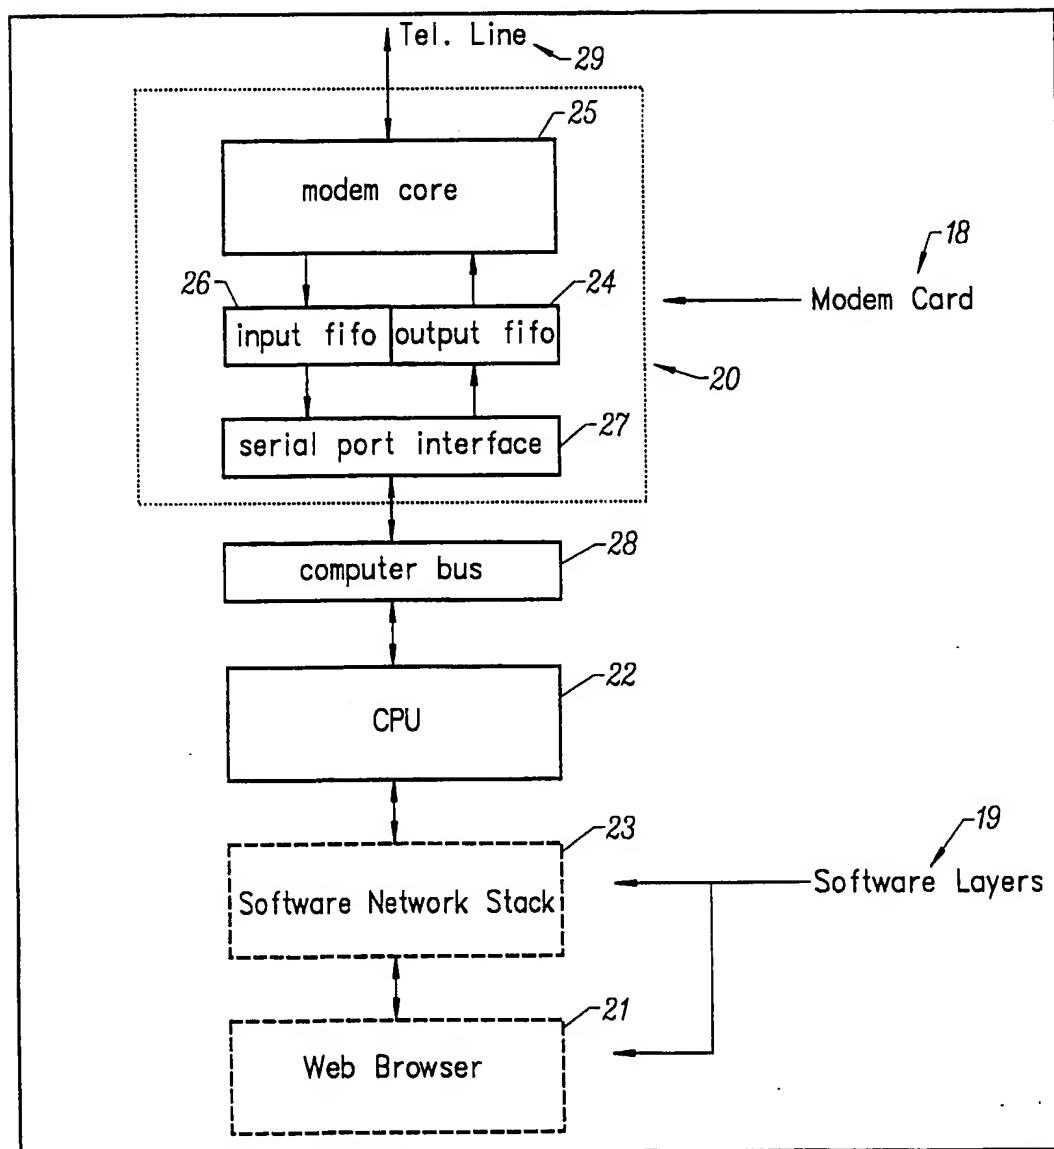 Tel. Line
29
25
modem core
18
26
24
Modem Card
input fifo
output fifo
20
27
serial port interface
28
computer bus
22
CPU
23
19
Software Network Stack
Software Layers
21
Web Browser